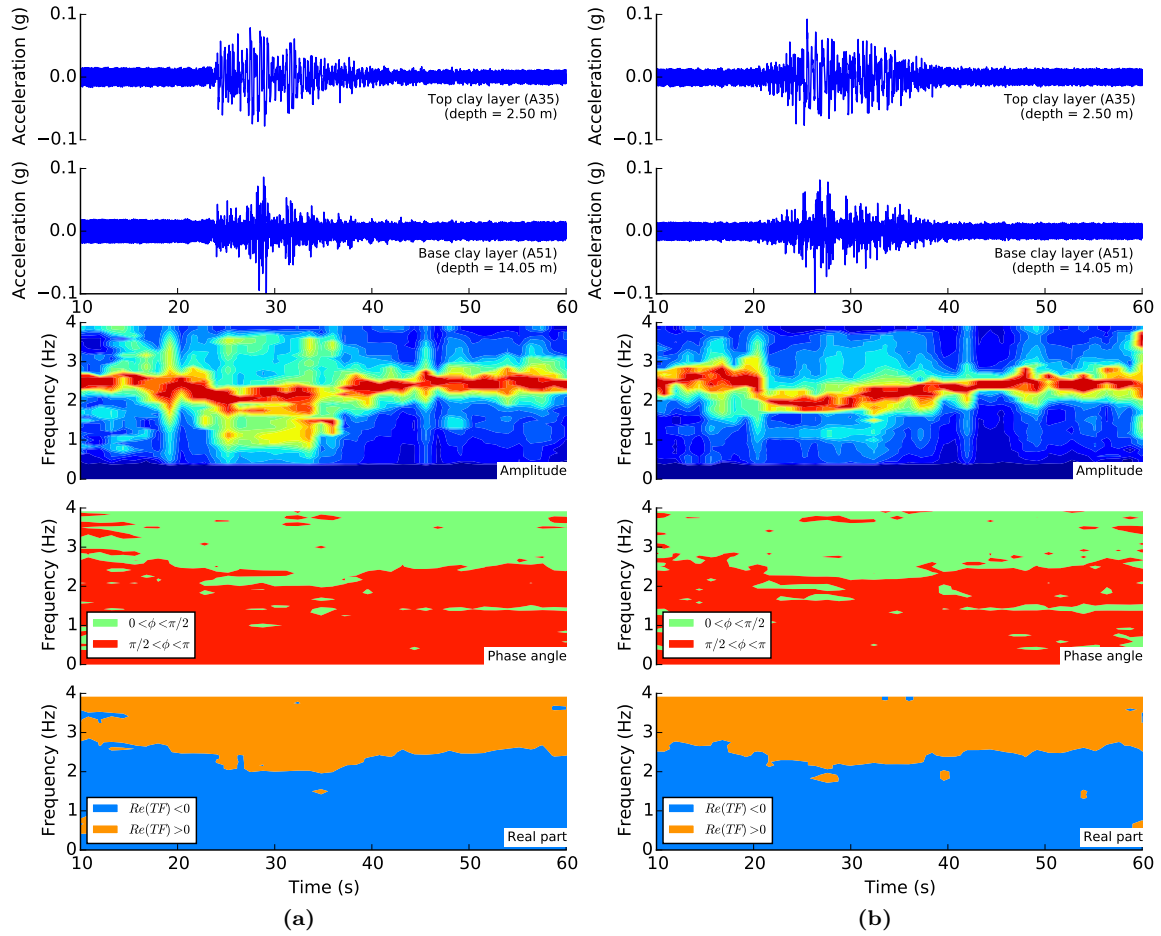 0.1
0.0
−0.1
Acceleration (g)
Top clay layer (A35)
(depth = 2.50 m)
0.1
0.0
−0.1
Acceleration (g)
Base clay layer (A51)
(depth = 14.05 m)
10 20 30 40 50 60
4
3
2
1
0
Frequency (Hz)
Amplitude
4
3
2
1
0
Frequency (Hz)
0<ϕ<π/2
π/2<ϕ<π
Phase angle
4
3
2
1
0
Frequency (Hz)
Re(TF)<0
Re(TF)>0
Real part
10 20 30 40 50 60
Time (s)
(a)
0.1
0.0
−0.1
Acceleration (g)
Top clay layer (A35)
(depth = 2.50 m)
0.1
0.0
−0.1
Acceleration (g)
Base clay layer (A51)
(depth = 14.05 m)
10 20 30 40 50 60
4
3
2
1
0
Frequency (Hz)
Amplitude
4
3
2
1
0
Frequency (Hz)
0<ϕ<π/2
π/2<ϕ<π
Phase angle
4
3
2
1
0
Frequency (Hz)
Re(TF)<0
Re(TF)>0
Real part
10 20 30 40 50 60
Time (s)
(b)